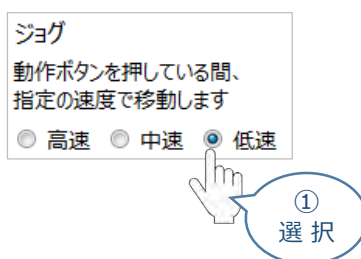 ジョグ
動作ボタンを押している間、
指定の速度で移動します
高速 中速 低速
①
選 択